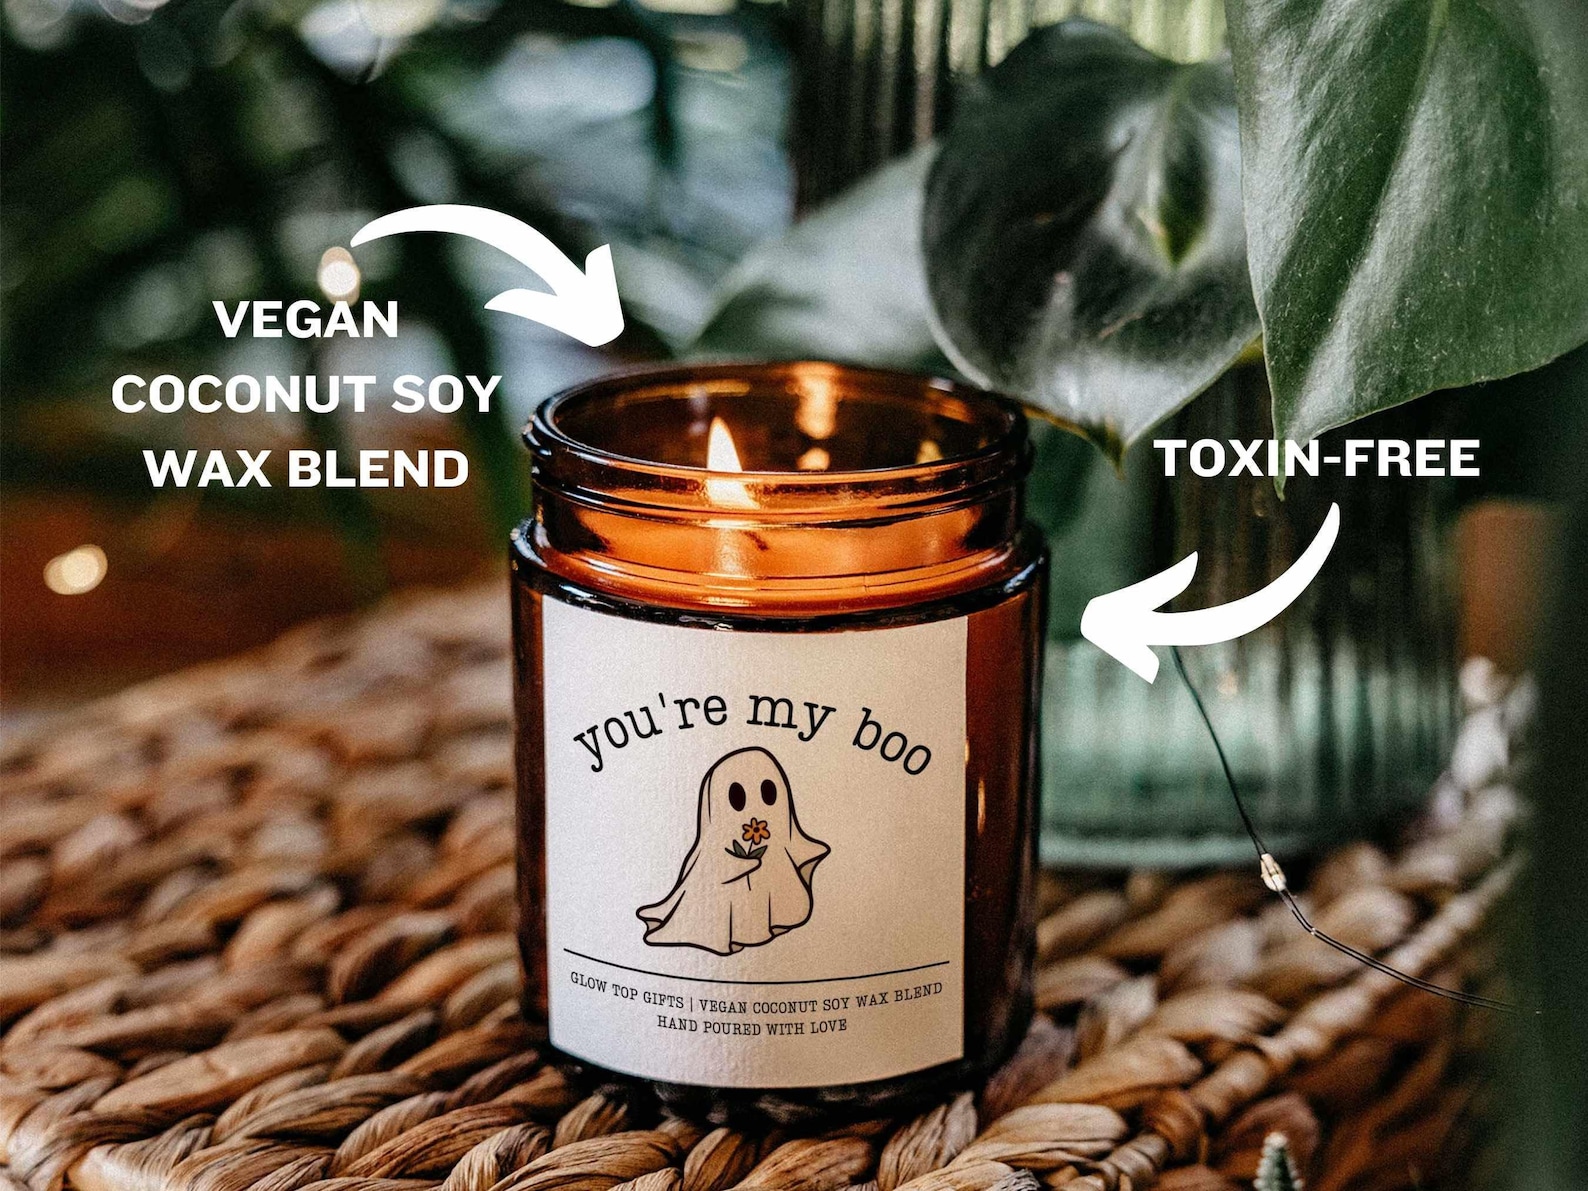 VEGAN
COCONUT SOY
WAX BLEND
TOXIN-FREE
you're my boo
GLOW TOP GIFTS | VEGAN COCONUT SOY WAX BLEND
HAND POURED WITH LOVE